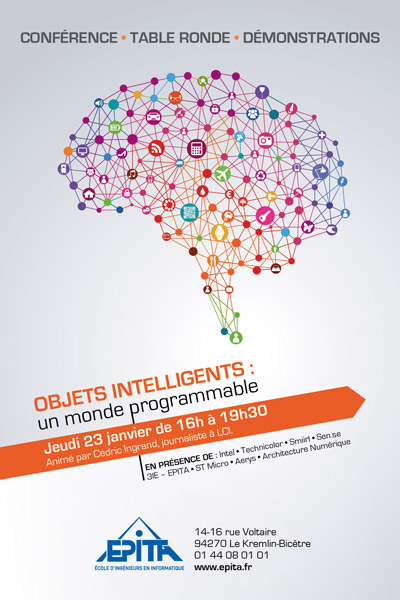 CONFÉRENCE • TABLE RONDE • DÉMONSTRATIONS
OBJETS INTELLIGENTS :
un monde programmable
Jeudi 23 janvier de 16h à 19h30
Animé par Cédric Ingrand, journaliste à LCI.
EN PRÉSENCE DE : Intel • Technicolor • Smiirl • Sen.se
3IE – EPITA • ST Micro • Aerys • Architecture Numérique
EPITA
ÉCOLE D'INGÉNIEURS EN INFORMATIQUE
14-16 rue Voltaire
94270 Le Kremlin-Bicêtre
01 44 08 01 01
www.epita.fr